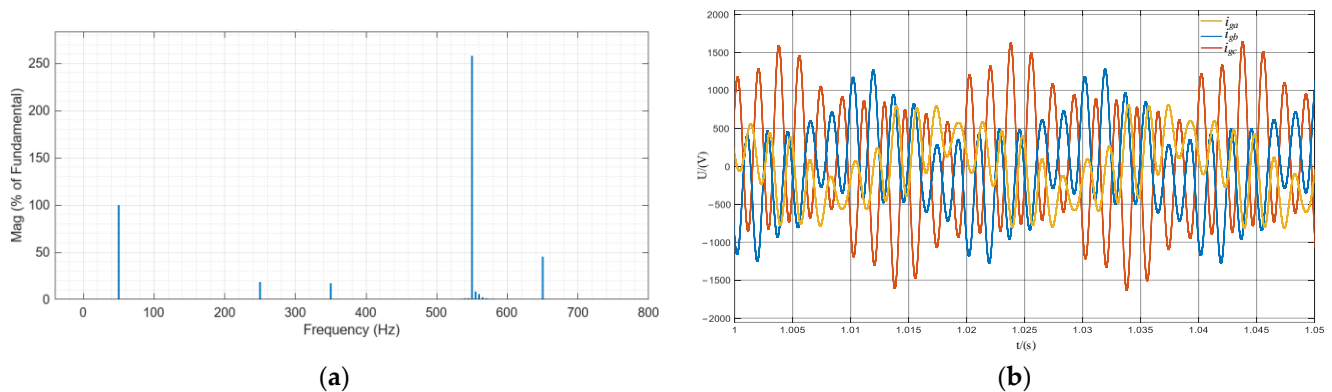 Mag (% of Fundamental)
250
200
150
100
50
0
0 100 200 300 400 500 600 700 800
Frequency (Hz)
(a)
U/(V)
2000
1500
1000
500
0
−500
−1000
−1500
−2000
i_ga
i_gb
i_gc
1 1.005 1.01 1.015 1.02 1.025 1.03 1.035 1.04 1.045 1.05
t/(s)
(b)